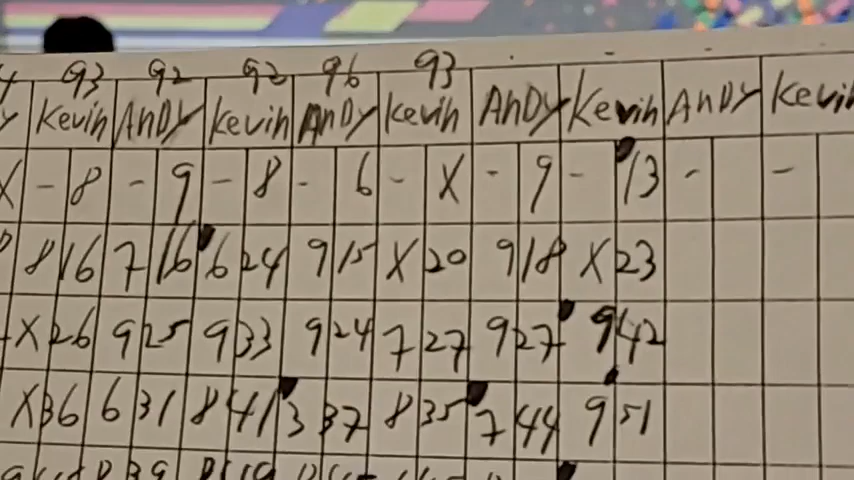 93 92 92 96 93
Kevin ANDY Kevin ANDY Kevin ANDY Kevin ANDY Kevin
X - 8 - 9 - 8 - 6 - X - 9 - 13 - -
8 16 7 16 6 24 9 15 X 20 9 18 X 23
X 26 9 25 9 33 9 24 7 27 9 27 9 42
X 36 6 31 8 41 3 37 8 35 7 44 9 51